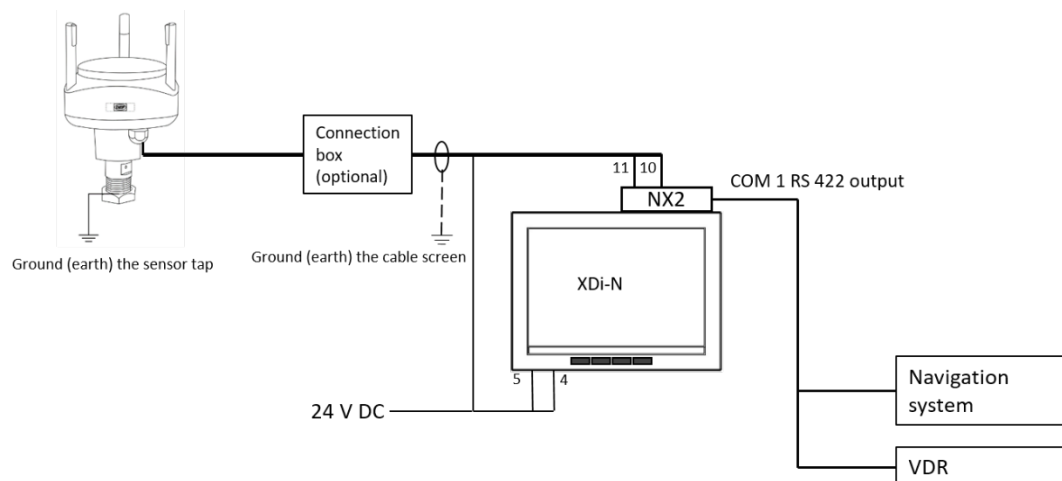 Connection
box
(optional)
11 10
COM 1 RS 422 output
NX2
Ground (earth) the sensor tap
Ground (earth) the cable screen
XDi-N
5 4
24 V DC
Navigation
system
VDR